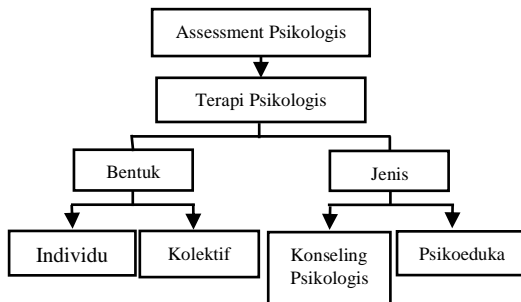 Assessment Psikologis
Terapi Psikologis
Bentuk
Jenis
Individu
Kolektif
Konseling
Psikologis
Psikoeduka